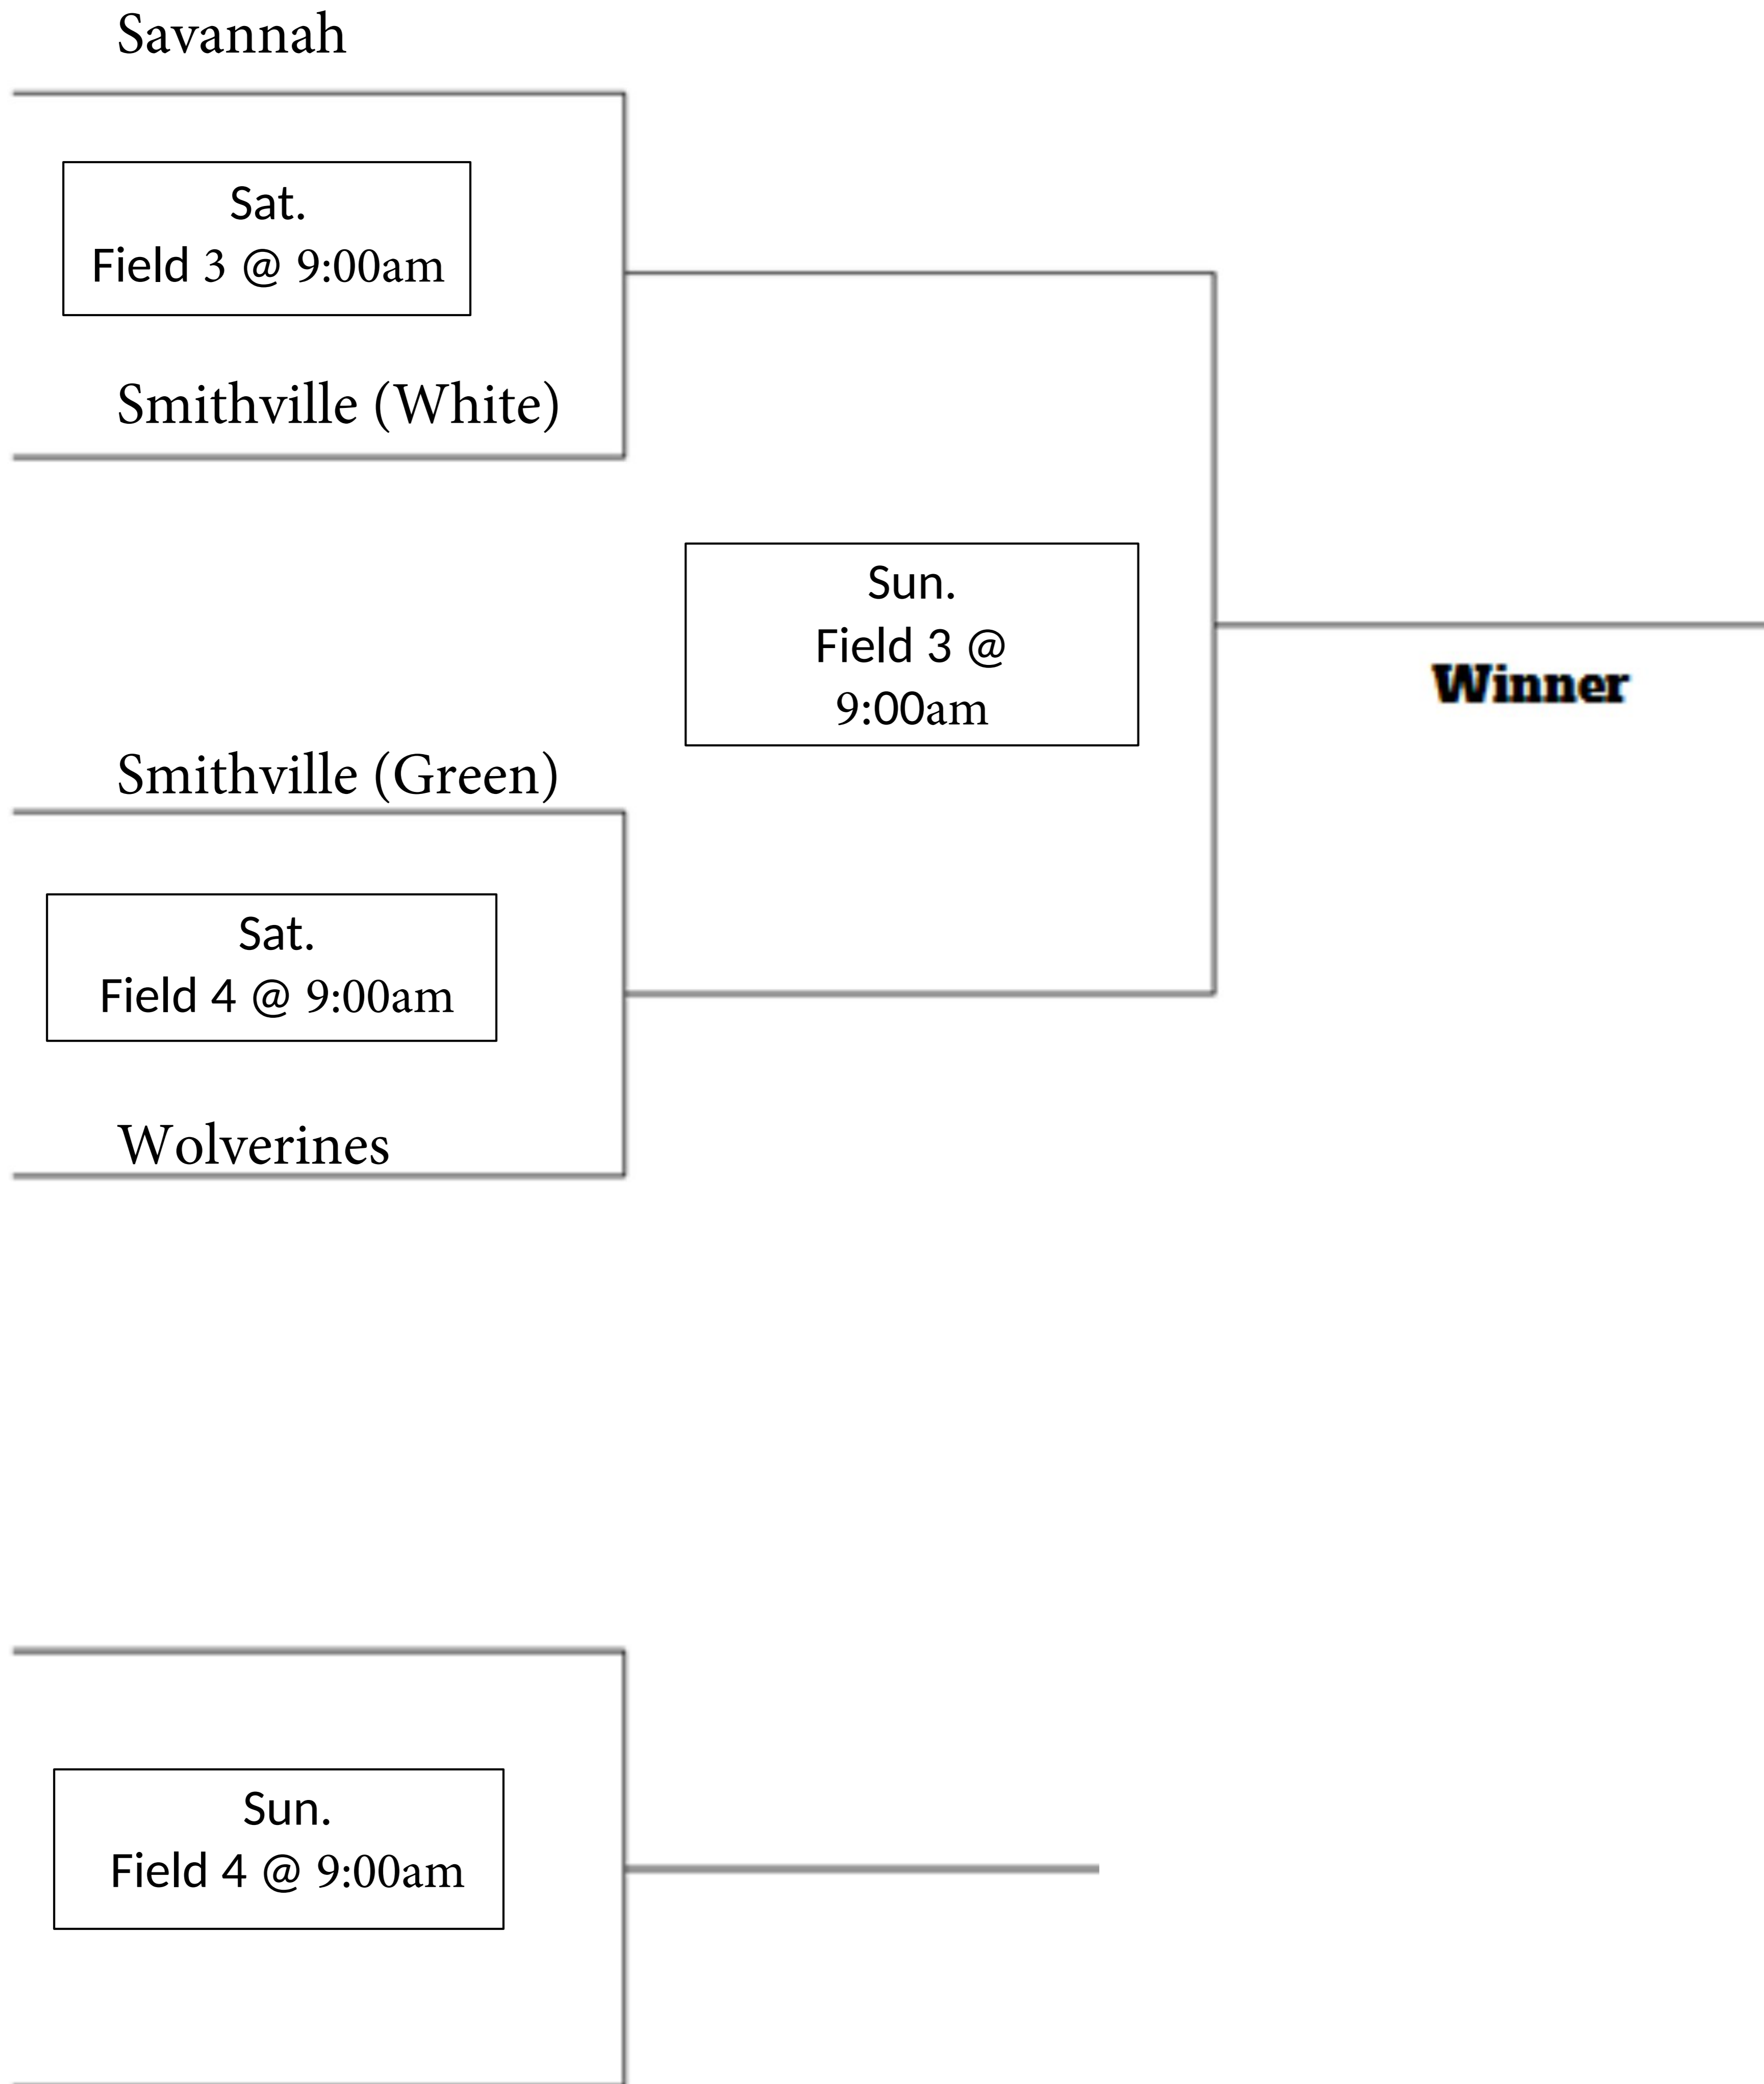 Savannah
Sat.
Field 3 @ 9:00am
Smithville (White)
Sun.
Field 3 @
9:00am
Winner
Smithville (Green)
Sat.
Field 4 @ 9:00am
Wolverines
Sun.
Field 4 @ 9:00am